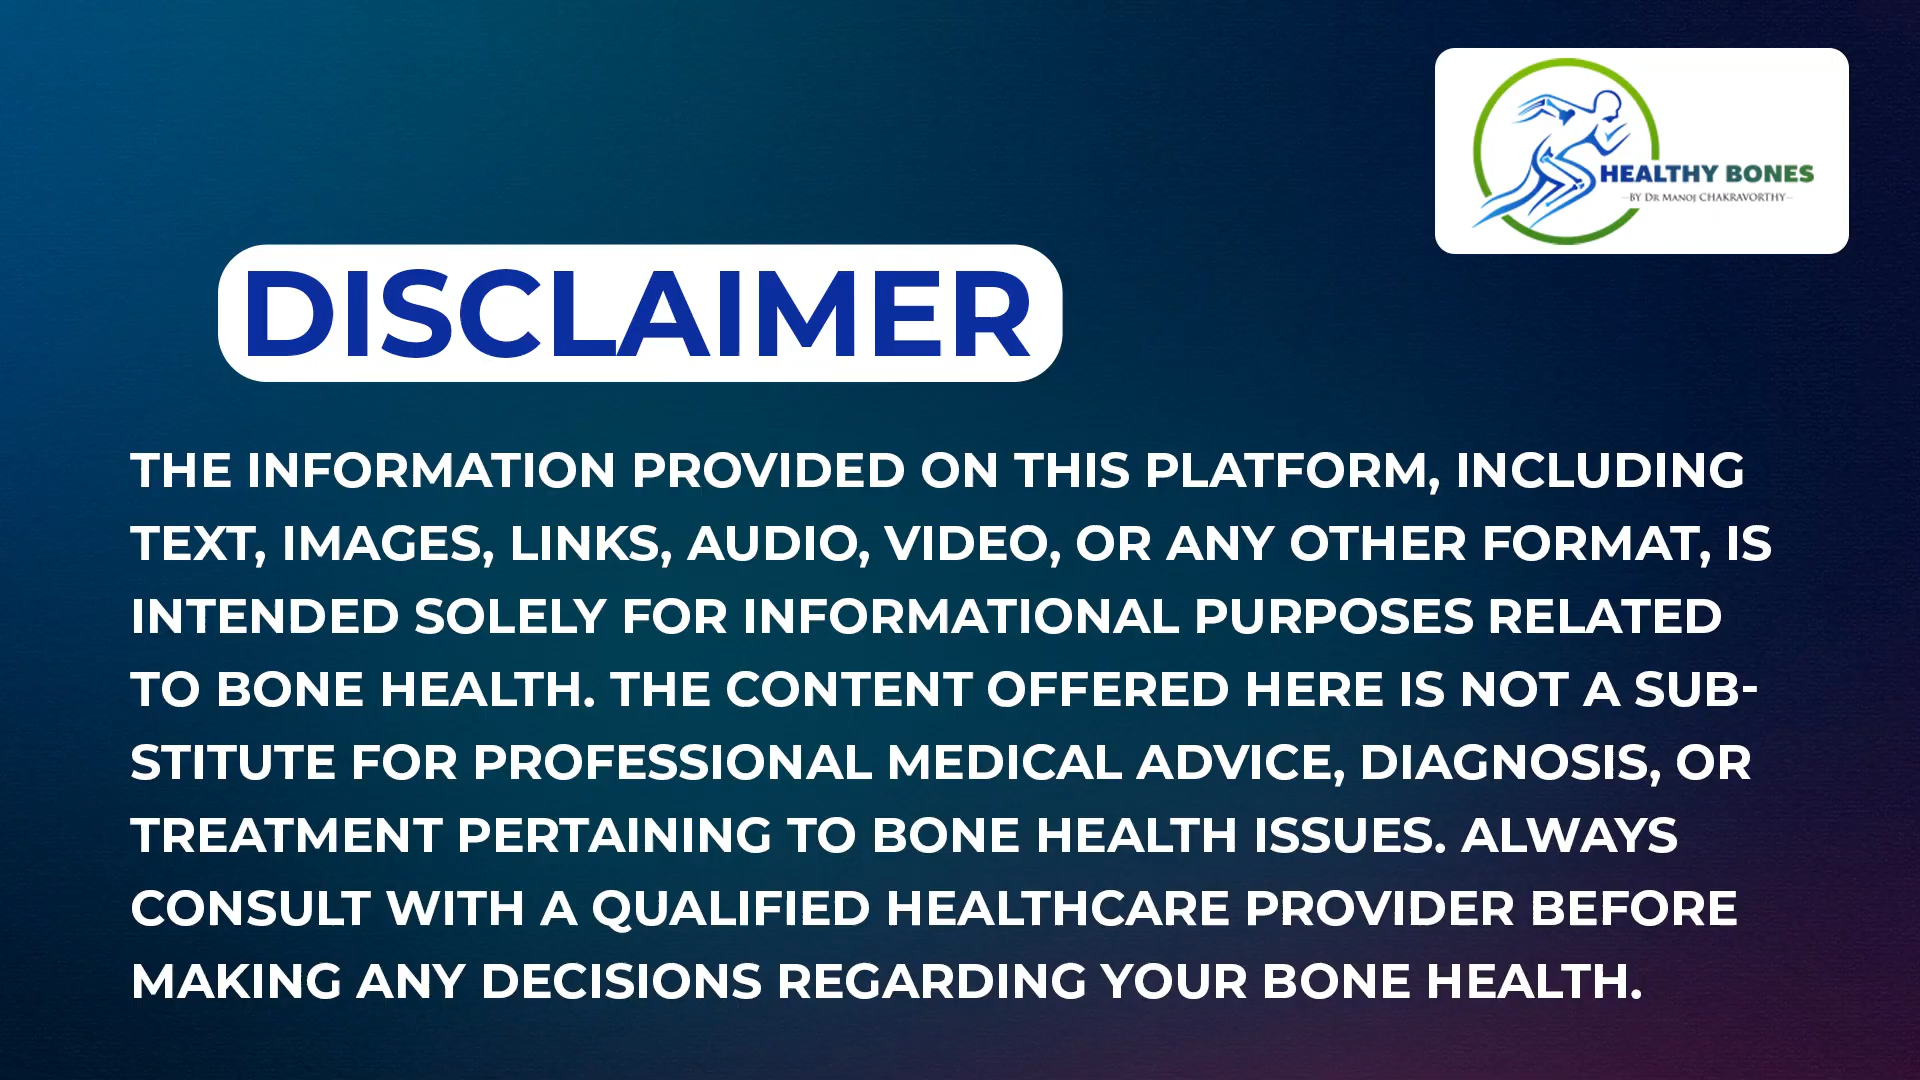 HEALTHY BONES
BY DR MANOJ CHAKRAVORTHY
DISCLAIMER
THE INFORMATION PROVIDED ON THIS PLATFORM, INCLUDING
TEXT, IMAGES, LINKS, AUDIO, VIDEO, OR ANY OTHER FORMAT, IS
INTENDED SOLELY FOR INFORMATIONAL PURPOSES RELATED
TO BONE HEALTH. THE CONTENT OFFERED HERE IS NOT A SUB-
STITUTE FOR PROFESSIONAL MEDICAL ADVICE, DIAGNOSIS, OR
TREATMENT PERTAINING TO BONE HEALTH ISSUES. ALWAYS
CONSULT WITH A QUALIFIED HEALTHCARE PROVIDER BEFORE
MAKING ANY DECISIONS REGARDING YOUR BONE HEALTH.